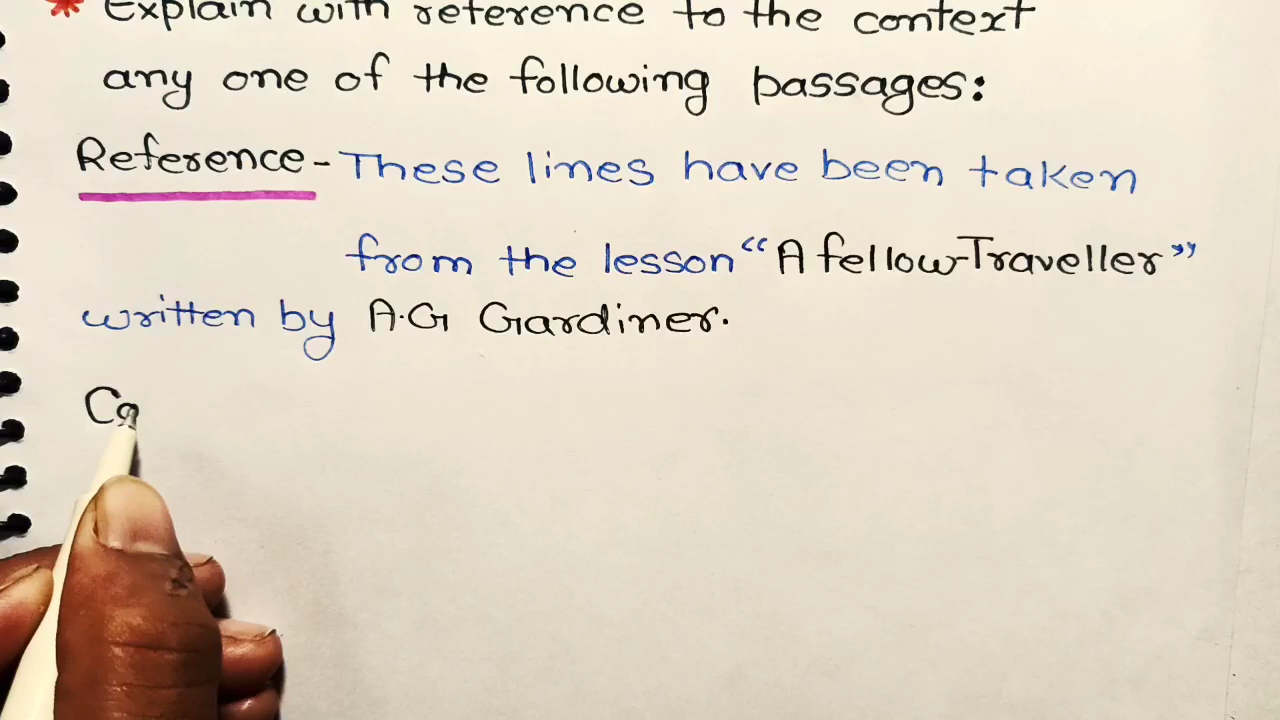 * Explain with reference to the context
any one of the following passages:
Reference - These lines have been taken
from the lesson “A fellow-Traveller”
written by A.G Gardiner.
Co